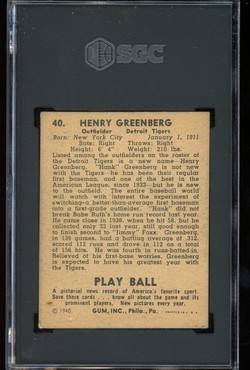 SGC
40. HENRY GREENBERG
Outfielder Detroit Tigers
Born: New York City January 1, 1911
Bats: Right Throws: Right
Height: 6' 4" Weight: 210 lbs.
Listed among the outfielders on the roster
of the Detroit Tigers is a new name—Henry
Greenberg. "Hank" Greenberg is not
new with the Tigers—he has been their reg-
ular first baseman, and one of the best in the
American League, since 1933—but he is
new to the outfield. The entire baseball world
will watch with interest the experiment of
switching a better-than-average first baseman
into a first-grade outfielder. "Hank" did not
break Babe Ruth's home run record last year.
He came close in 1938, when he hit 58, but he
collected only 33 last year, still good enough
to finish second to "Jimmy" Foxx. Greenberg,
in 138 games, had a batting average of .312,
scored 112 runs and drove in
112 more. He was fourth in runs-batted-in.
Relieved of his first-base worries, Greenberg
is expected to have his greatest year with
the Tigers.
PLAY BALL
A pictorial news record of America's favorite sport.
Save these cards . . . know all about the game and its
prominent players. New pictures every year.
© 1940 GUM, INC., Phila., Pa. PRINTED IN U.S.A.